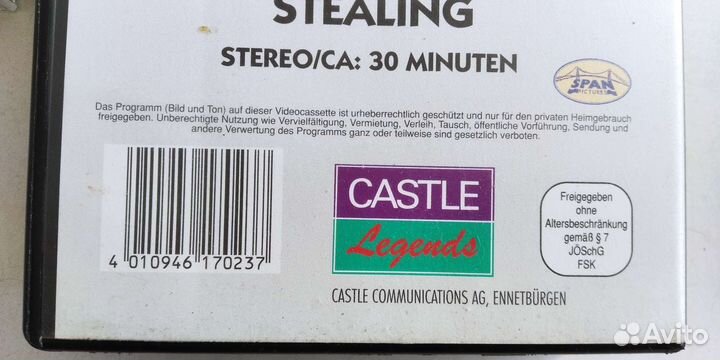 STEALING
STEREO/CA: 30 MINUTEN
SPAN
PICTURES
Das Programm (Bild und Ton) auf dieser Videocassette ist urheberrechtlich geschützt und nur für den privaten Heimgebrauch
freigegeben. Unberechtigte Nutzung wie Vervielfältigung, Vermietung, Verleih, Tausch, öffentliche Vorführung, Sendung und
andere Verwertung des Programms ganz oder teilweise sind gesetzlich verboten.
4 010946 170237
CASTLE
Legends
CASTLE COMMUNICATIONS AG, ENNETBÜRGEN
Freigegeben
ohne
Altersbeschränkung
gemäß § 7
JÖSchG
FSK
Avito